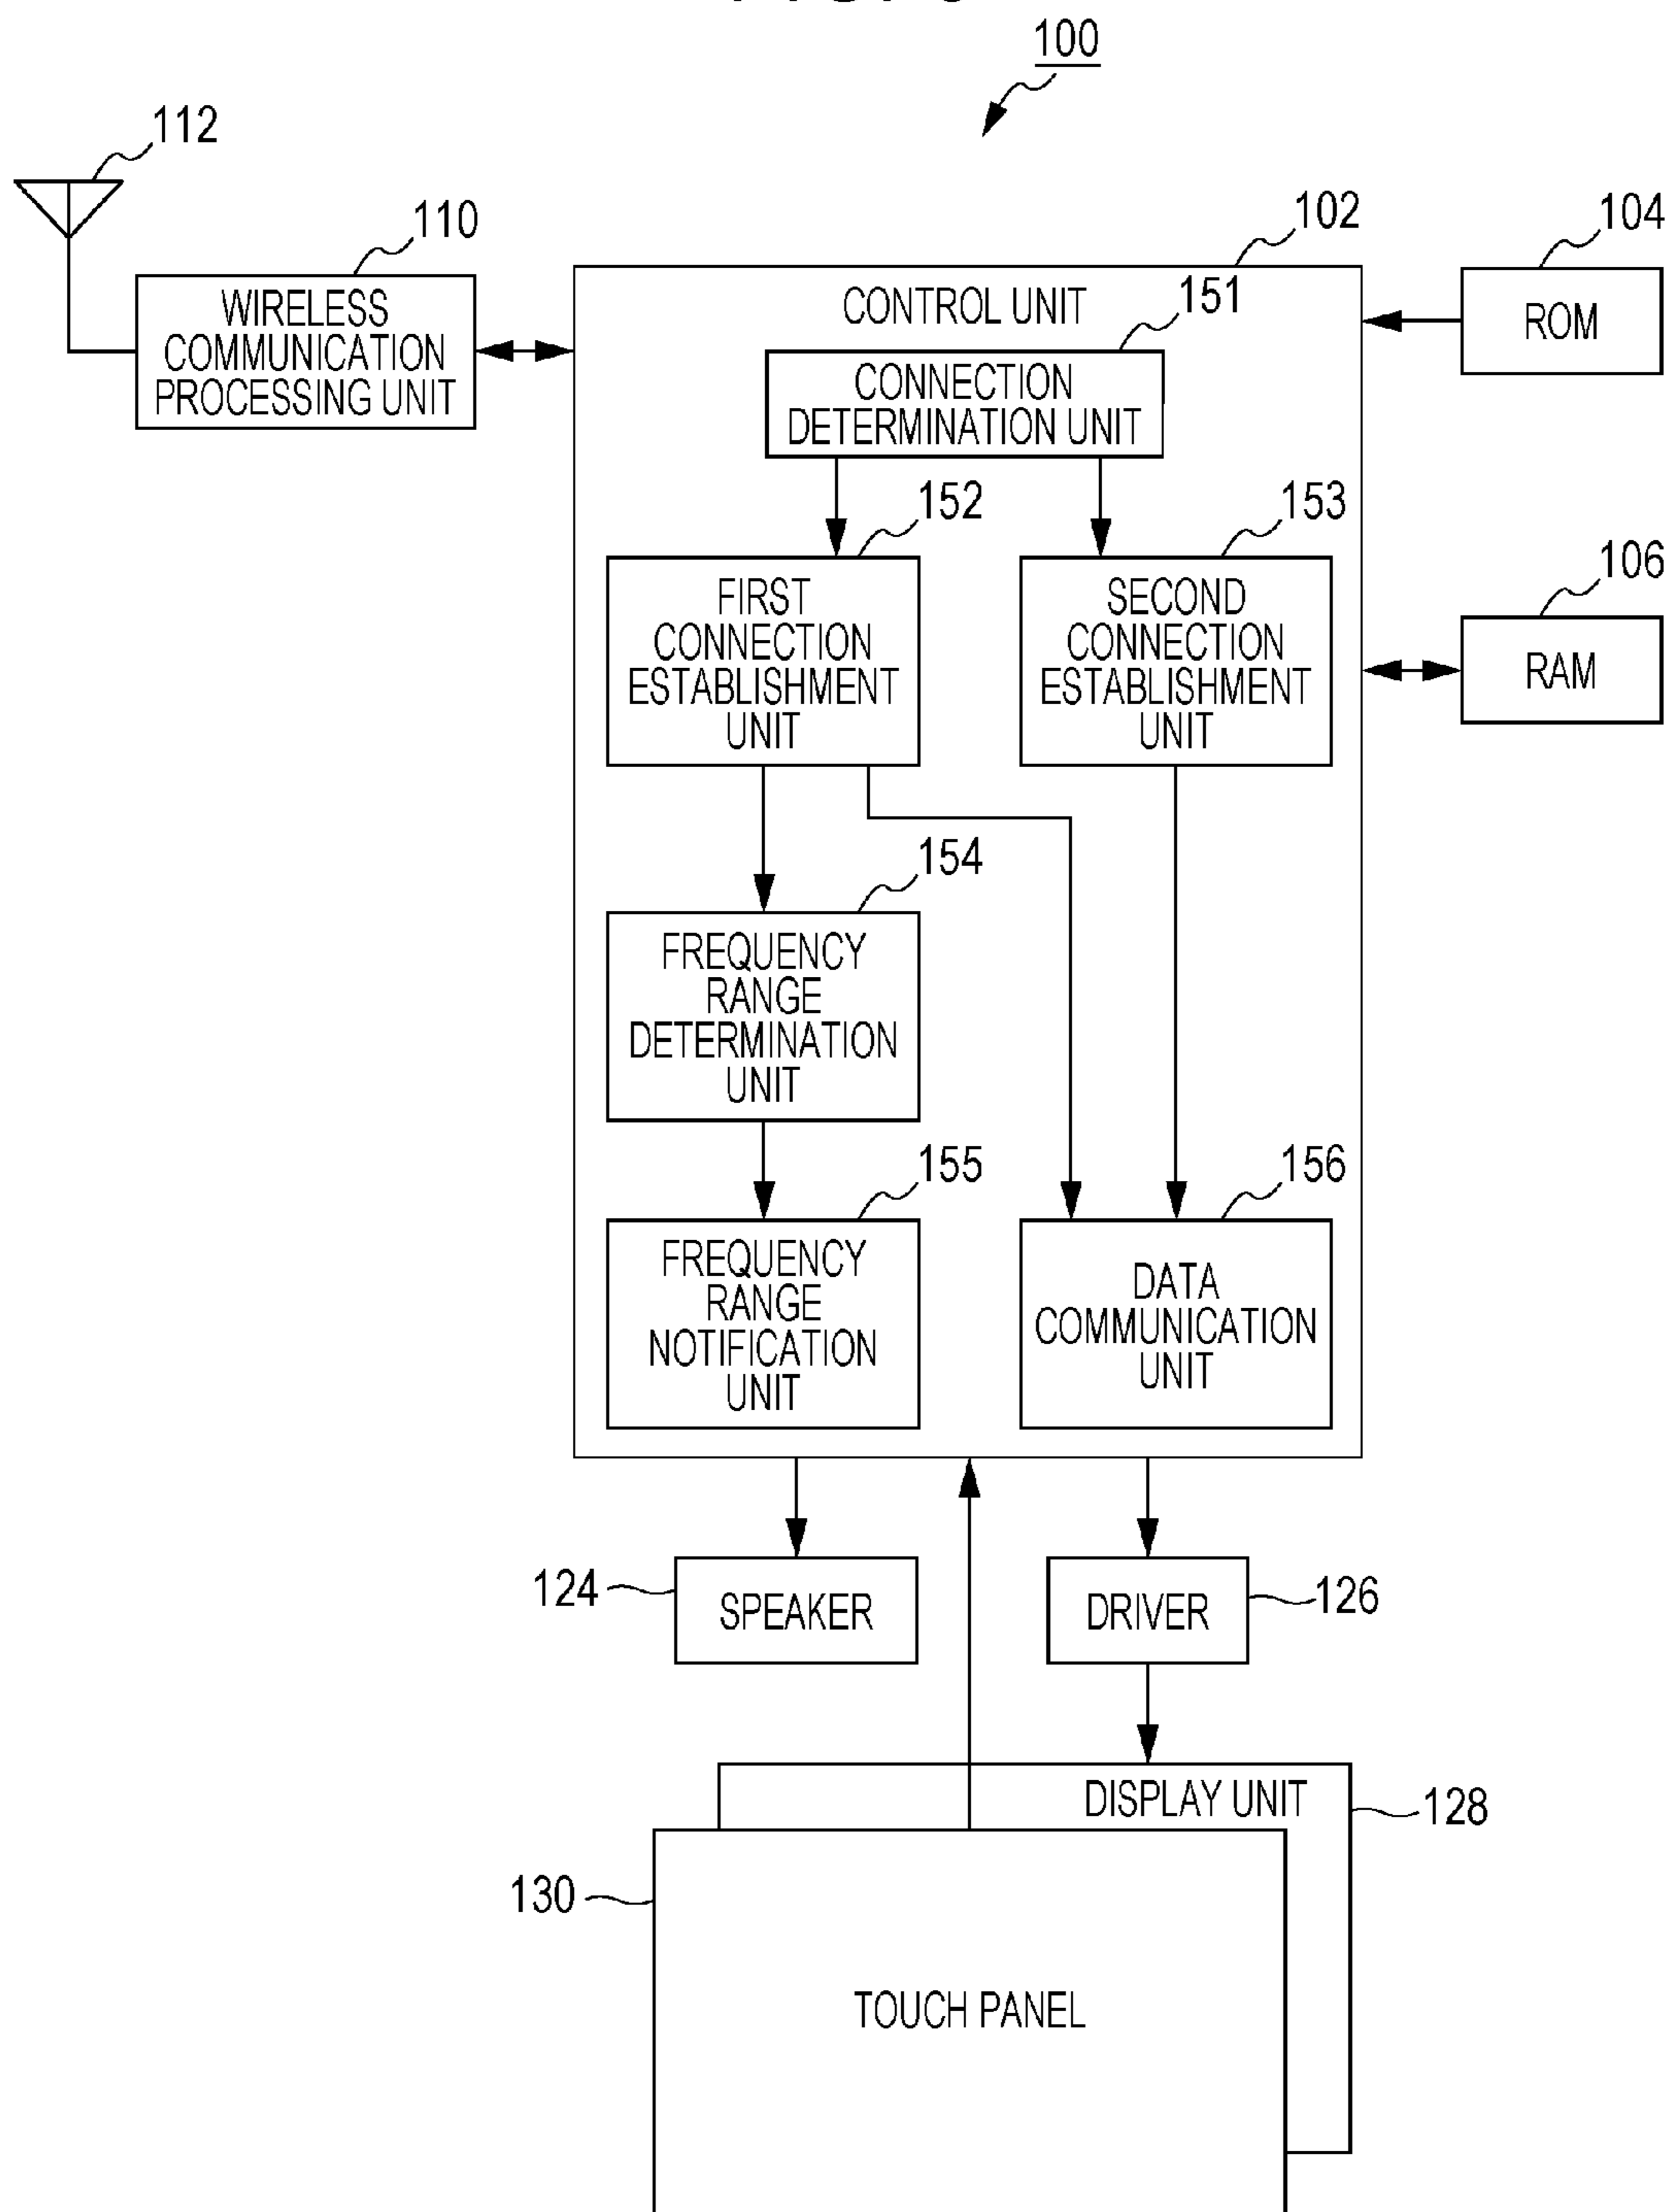 100
112
110
102
104
WIRELESS
COMMUNICATION
PROCESSING UNIT
CONTROL UNIT
151
ROM
CONNECTION
DETERMINATION UNIT
152
153
106
FIRST
CONNECTION
ESTABLISHMENT
UNIT
SECOND
CONNECTION
ESTABLISHMENT
UNIT
RAM
154
FREQUENCY
RANGE
DETERMINATION
UNIT
155
156
FREQUENCY
RANGE
NOTIFICATION
UNIT
DATA
COMMUNICATION
UNIT
124
SPEAKER
DRIVER
126
DISPLAY UNIT
128
130
TOUCH PANEL